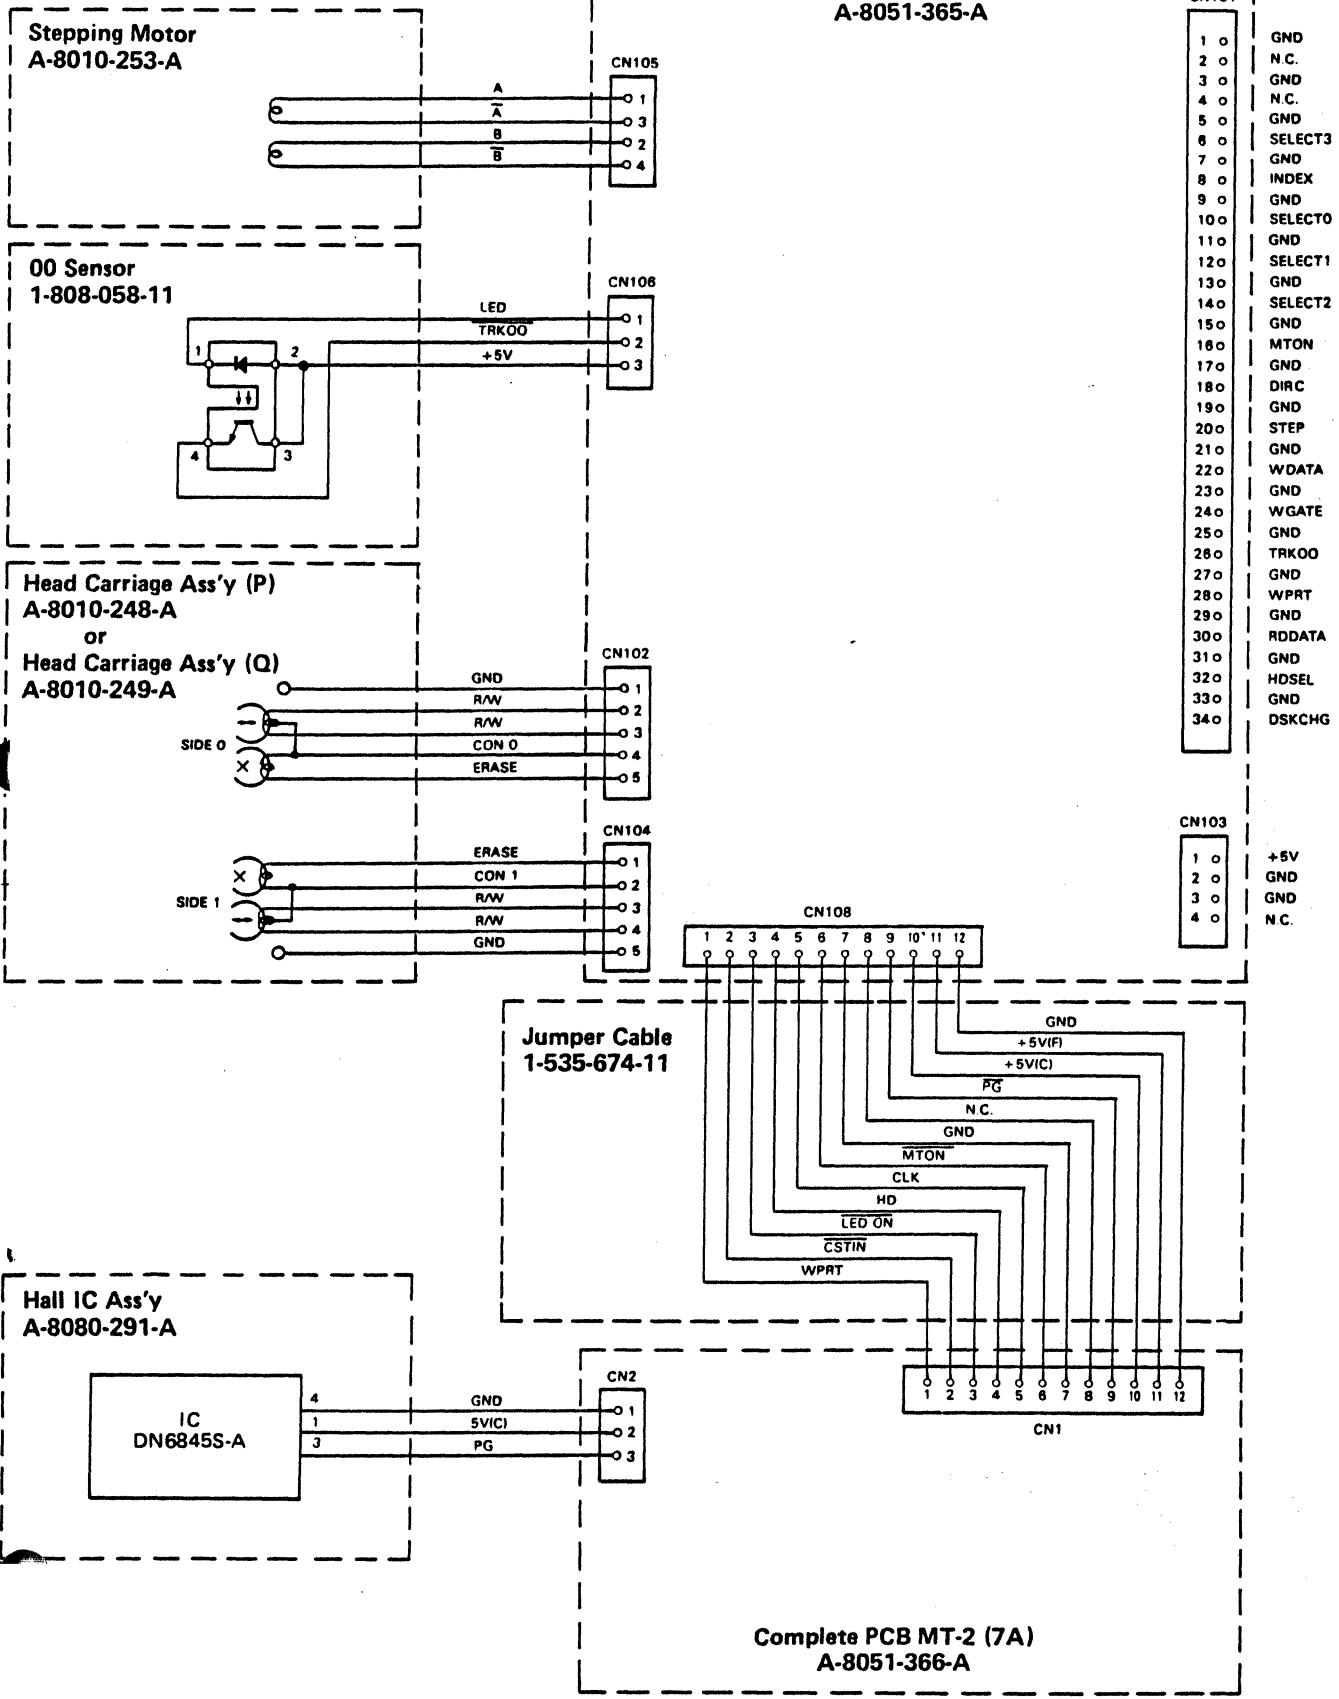 A-8051-365-A
Stepping Motor
A-8010-253-A
CN105
A
A
B
B
1
3
2
4
00 Sensor
1-808-058-11
CN106
LED
TRK00
+5V
1
2
3
1
2
4
3
Head Carriage Ass'y (P)
A-8010-248-A
or
Head Carriage Ass'y (Q)
A-8010-249-A
CN102
GND
R/W
R/W
CON 0
ERASE
1
2
3
4
5
SIDE 0
CN104
ERASE
CON 1
R/W
R/W
GND
1
2
3
4
5
SIDE 1
1 GND
2 N.C.
3 GND
4 N.C.
5 GND
6 SELECT3
7 GND
8 INDEX
9 GND
10 SELECT0
11 GND
12 SELECT1
13 GND
14 SELECT2
15 GND
16 MTON
17 GND
18 DIRC
19 GND
20 STEP
21 GND
22 WDATA
23 GND
24 WGATE
25 GND
26 TRK00
27 GND
28 WPRT
29 GND
30 RDDATA
31 GND
32 HDSEL
33 GND
34 DSKCHG
CN103
1 +5V
2 GND
3 GND
4 N.C.
CN108
1 2 3 4 5 6 7 8 9 10 11 12
Jumper Cable
1-535-674-11
GND
+5V(F)
+5V(C)
PG
N.C.
GND
MTON
CLK
HD
LED ON
CSTIN
WPRT
1 2 3 4 5 6 7 8 9 10 11 12
CN1
Hall IC Ass'y
A-8080-291-A
IC
DN6845S-A
4
1
3
GND
5V(C)
PG
CN2
1
2
3
Complete PCB MT-2 (7A)
A-8051-366-A